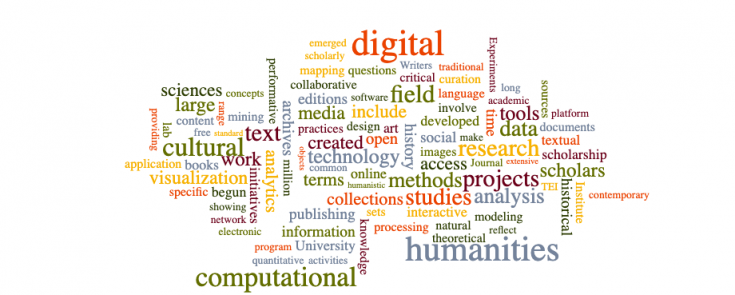 digital
emerged
scholarly
Writers
traditional
Experiments
mapping
questions
critical
curation
performative
collaborative
long
sciences
concepts
software
field
language
academic
sources
large
range
archives
editions
involve
tools
platform
content
mining
media
include
developed
time
data
documents
providing
lab
free
standard
text
practices
design
art
history
social
make
textual
cultural
created
open
images
research
scholarship
application
books
work
analytics
objects
technology
access
Journal
extensive
scholars
visualization
initiatives
million
common
online
methods
projects
TEI
Institute
specific
begun
terms
humanistic
studies
analysis
historical
contemporary
showing
collections
network
publishing
sets
interactive
modeling
electronic
information
knowledge
processing
natural
reflect
theoretical
program
University
humanities
quantitative
activities
computational